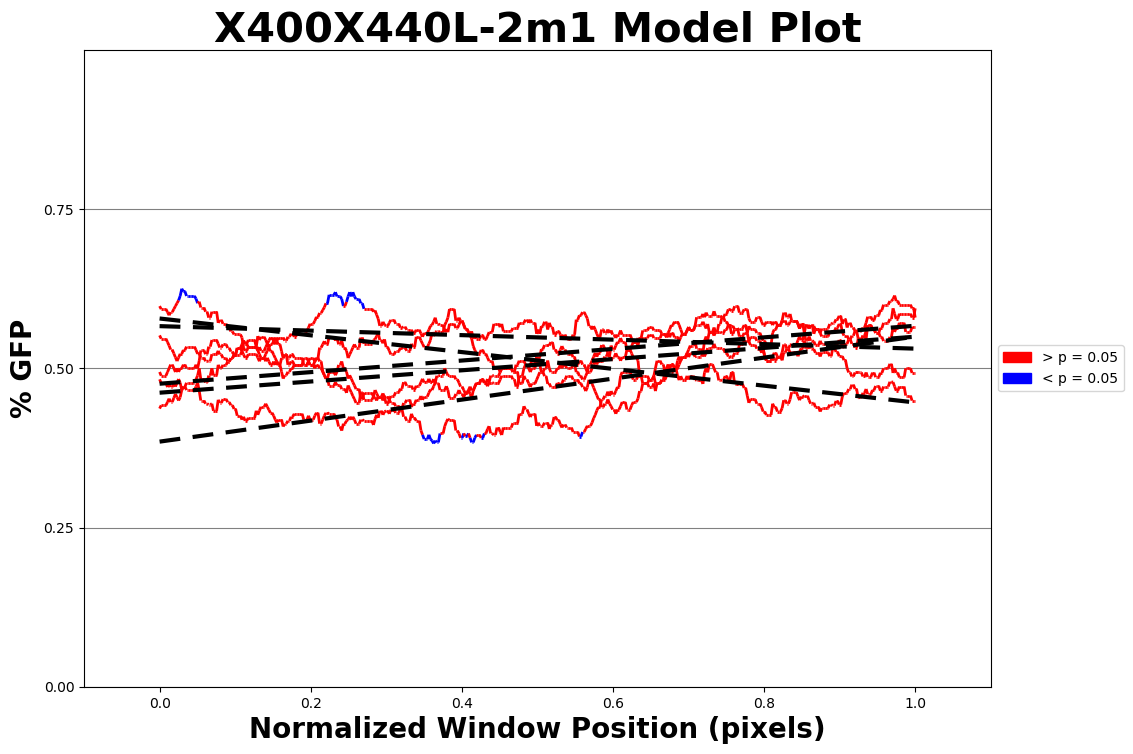 X400X440L-2m1 Model Plot
% GFP
0.75
0.50
0.25
0.00
0.0 0.2 0.4 0.6 0.8 1.0
Normalized Window Position (pixels)
> p = 0.05
< p = 0.05